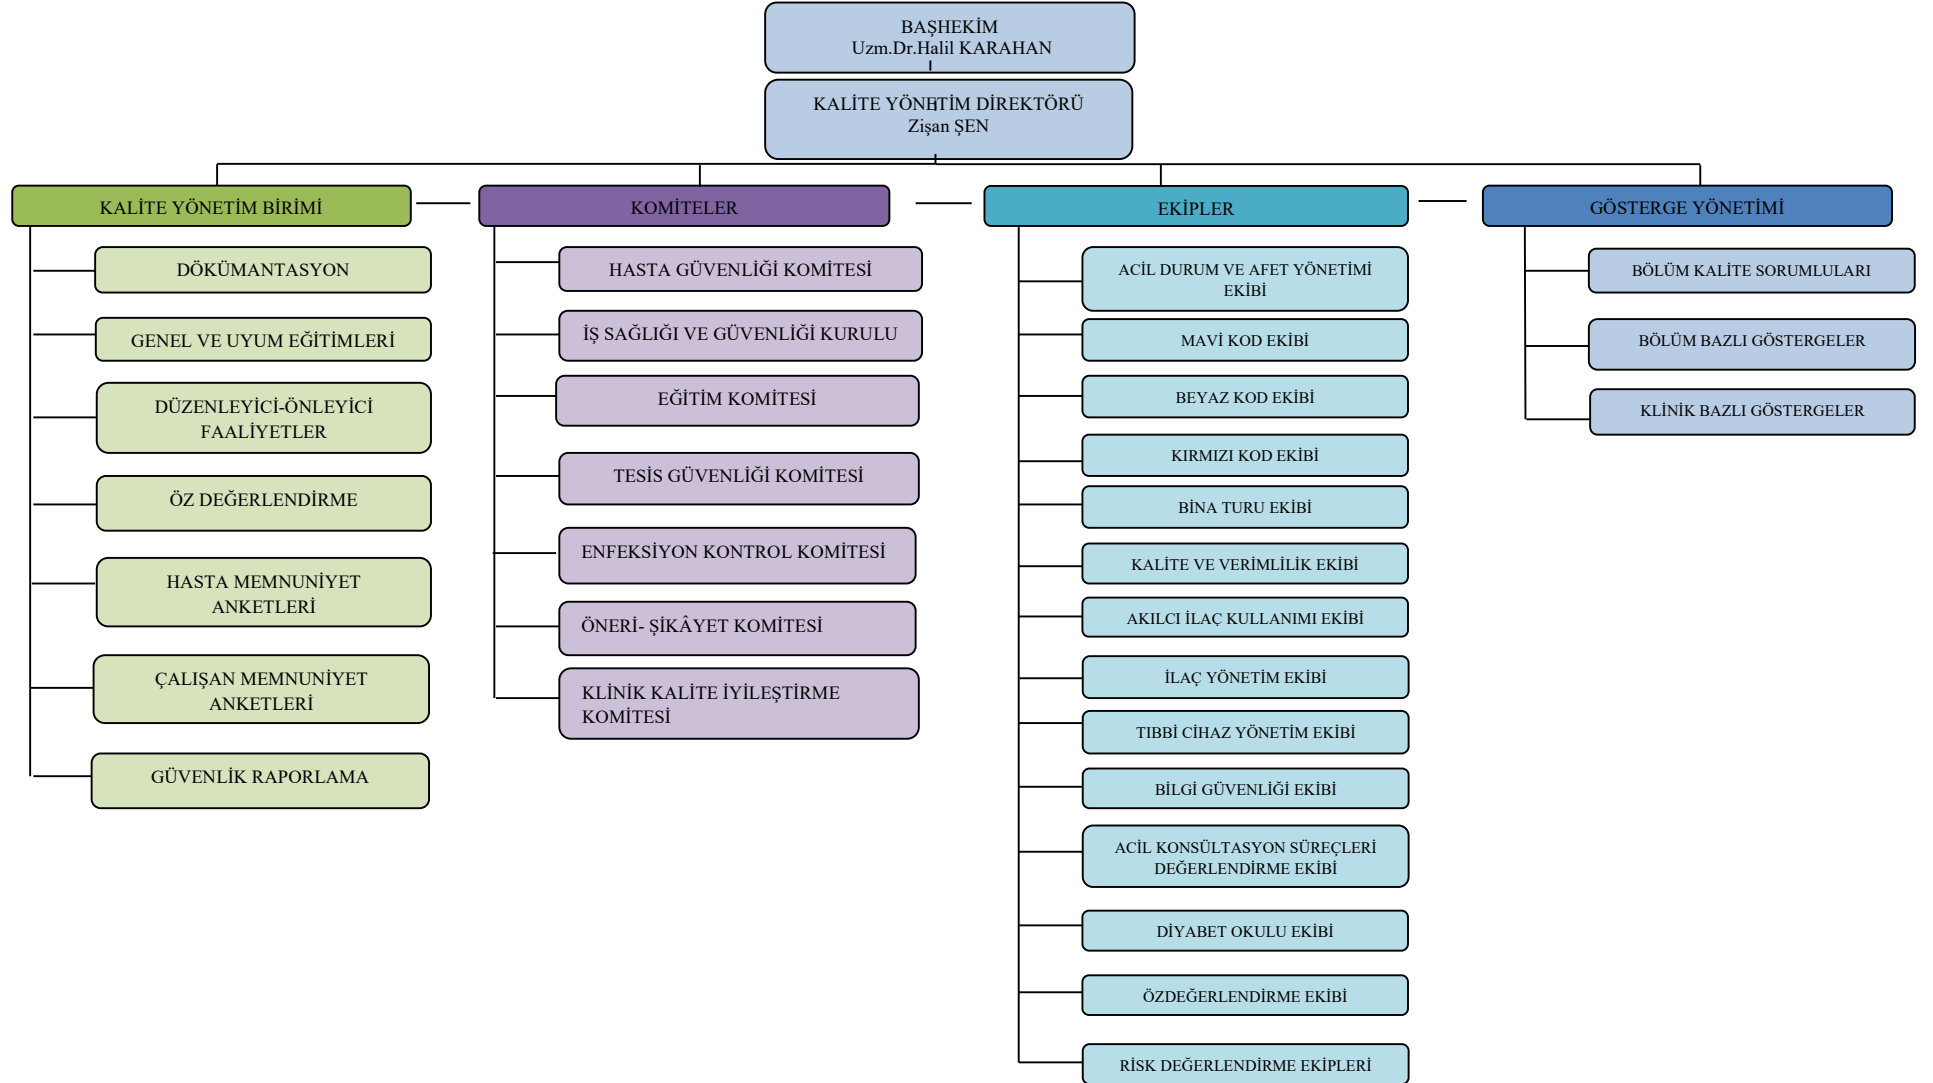 BAŞHEKİM
Uzm.Dr.Halil KARAHAN
KALİTE YÖNETİM DİREKTÖRÜ
Zişan ŞEN
KALİTE YÖNETİM BİRİMİ
DÖKÜMANTASYON
GENEL VE UYUM EĞİTİMLERİ
DÜZENLEYİCİ-ÖNLEYİCİ
FAALİYETLER
ÖZ DEĞERLENDİRME
HASTA MEMNUNİYET
ANKETLERİ
ÇALIŞAN MEMNUNİYET
ANKETLERİ
GÜVENLİK RAPORLAMA
KOMİTELER
HASTA GÜVENLİĞİ KOMİTESİ
İŞ SAĞLIĞI VE GÜVENLİĞİ KURULU
EĞİTİM KOMİTESİ
TESİS GÜVENLİĞİ KOMİTESİ
ENFEKSİYON KONTROL KOMİTESİ
ÖNERİ- ŞİKÂYET KOMİTESİ
KLİNİK KALİTE İYİLEŞTİRME
KOMİTESİ
EKİPLER
ACİL DURUM VE AFET YÖNETİMİ
EKİBİ
MAVİ KOD EKİBİ
BEYAZ KOD EKİBİ
KIRMIZI KOD EKİBİ
BİNA TURU EKİBİ
KALİTE VE VERİMLİLİK EKİBİ
AKILCI İLAÇ KULLANIMI EKİBİ
İLAÇ YÖNETİM EKİBİ
TIBBİ CİHAZ YÖNETİM EKİBİ
BİLGİ GÜVENLİĞİ EKİBİ
ACİL KONSÜLTASYON SÜREÇLERİ
DEĞERLENDİRME EKİBİ
DİYABET OKULU EKİBİ
ÖZDEĞERLENDİRME EKİBİ
RİSK DEĞERLENDİRME EKİPLERİ
GÖSTERGE YÖNETİMİ
BÖLÜM KALİTE SORUMLULARI
BÖLÜM BAZLI GÖSTERGELER
KLİNİK BAZLI GÖSTERGELER